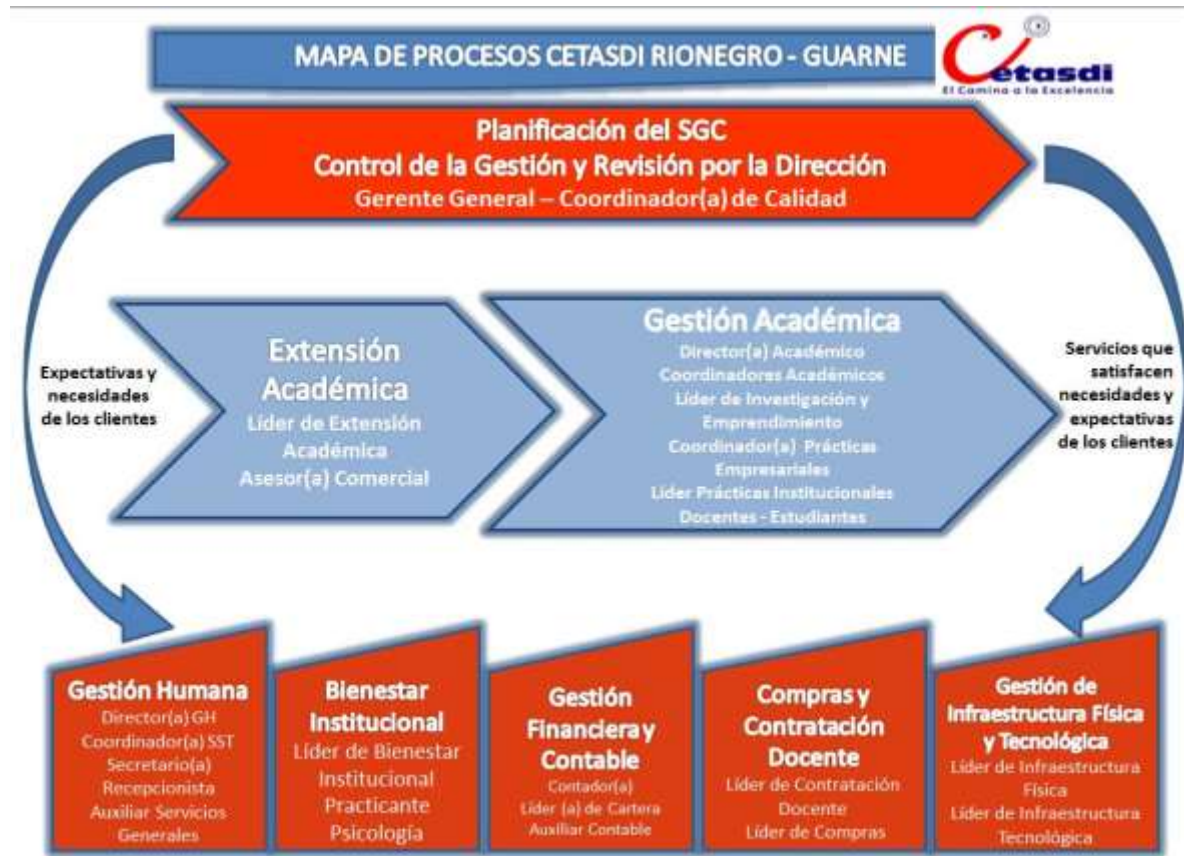 MAPA DE PROCESOS CETASDI RIONEGRO - GUARNE
Cetasdi
El Camino a la Excelencia
Planificación del SGC
Control de la Gestión y Revisión por la Dirección
Gerente General – Coordinador(a) de Calidad
Expectativas y
necesidades
de los clientes
Extensión
Académica
Líder de Extensión
Académica
Asesor(a) Comercial
Gestión Académica
Director(a) Académico
Coordinadores Académicos
Líder de Investigación y
Emprendimiento
Coordinador(a) Prácticas
Empresariales
Líder Prácticas Institucionales
Docentes - Estudiantes
Servicios que
satisfacen
necesidades y
expectativas
de los clientes
Gestión Humana
Director(a) GH
Coordinador(a) SST
Secretario(a)
Recepcionista
Auxiliar Servicios
Generales
Bienestar
Institucional
Líder de Bienestar
Institucional
Practicante
Psicología
Gestión
Financiera y
Contable
Contador(a)
Líder (a) de Cartera
Auxiliar Contable
Compras y
Contratación
Docente
Líder de Contratación
Docente
Líder de Compras
Gestión de
Infraestructura Física
y Tecnológica
Líder de Infraestructura
Física
Líder de Infraestructura
Tecnológica